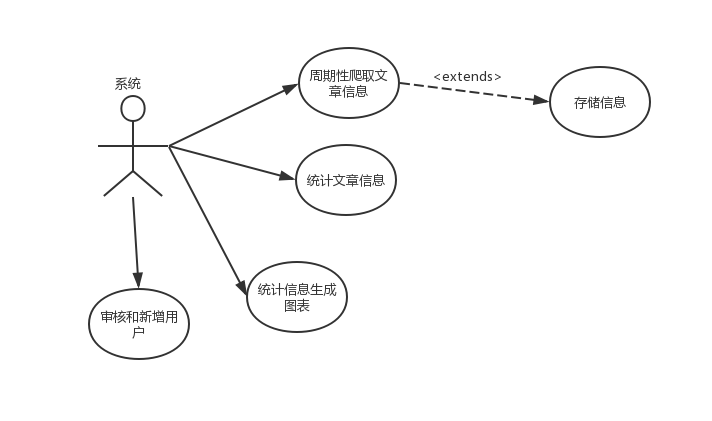 系统
周期性爬取文
章信息
<extends>
存储信息
统计文章信息
统计信息生成
图表
审核和新增用
户